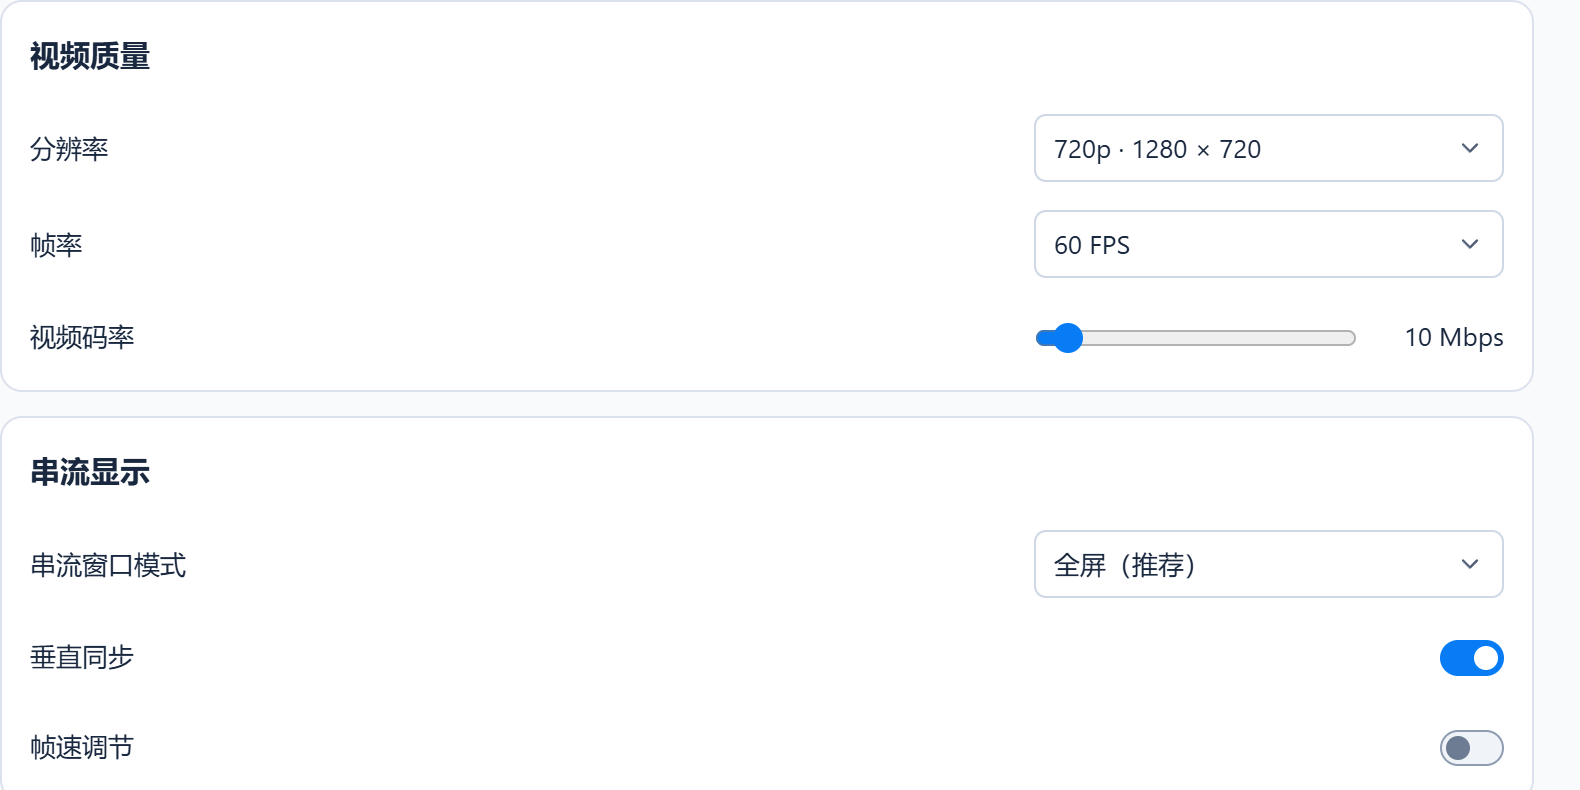 视频质量
分辨率
720p · 1280 × 720
帧率
60 FPS
视频码率
10 Mbps
串流显示
串流窗口模式
全屏（推荐）
垂直同步
帧速调节